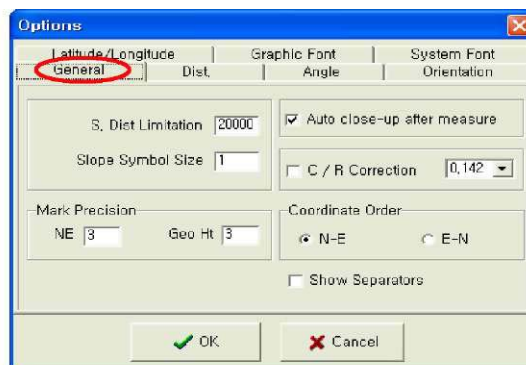 Options
Latitude/Longitude Graphic Font System Font
General Dist. Angle Orientation
S, Dist Limitation 20000
Auto close-up after measure
Slope Symbol Size 1
C / R Correction 0,142
Mark Precision
NE 3 Geo Ht 3
Coordinate Order
N-E E-N
Show Separators
OK Cancel